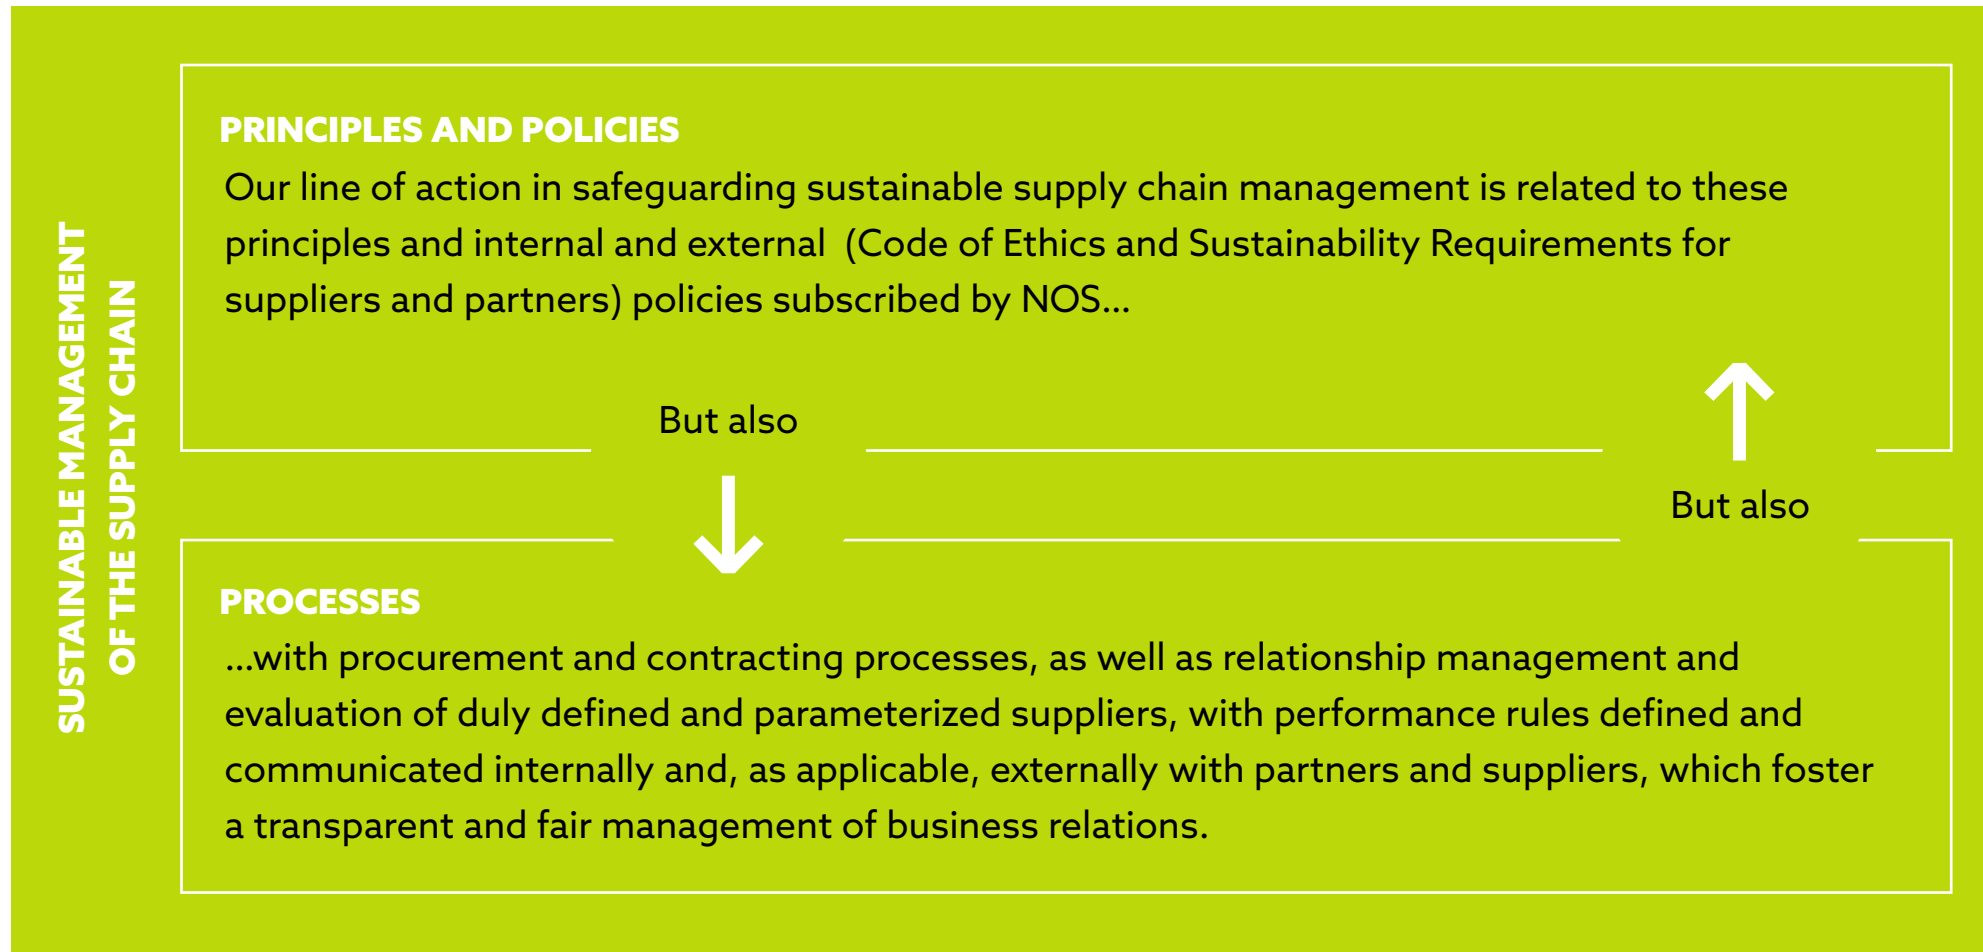 SUSTAINABLE MANAGEMENT
OF THE SUPPLY CHAIN
PRINCIPLES AND POLICIES
Our line of action in safeguarding sustainable supply chain management is related to these
principles and internal and external  (Code of Ethics and Sustainability Requirements for
suppliers and partners) policies subscribed by NOS...
But also
But also
PROCESSES
...with procurement and contracting processes, as well as relationship management and
evaluation of duly defined and parameterized suppliers, with performance rules defined and
communicated internally and, as applicable, externally with partners and suppliers, which foster
a transparent and fair management of business relations.